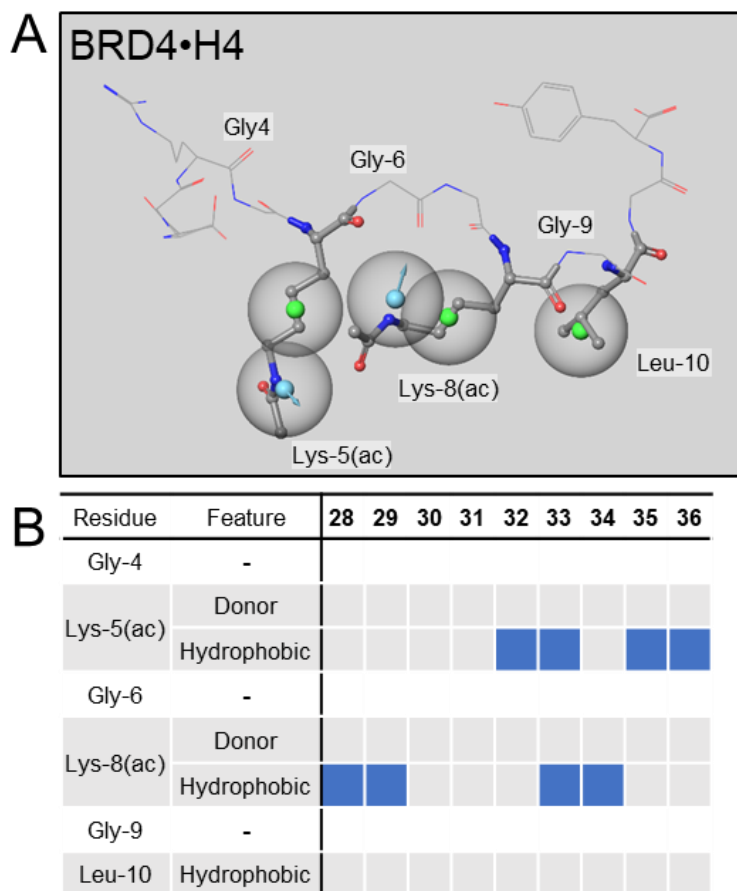 A
BRD4•H4
Gly4
Gly-6
Gly-9
Leu-10
Lys-8(ac)
Lys-5(ac)
B
Residue Feature 28 29 30 31 32 33 34 35 36
Gly-4 -
Lys-5(ac) Donor
Hydrophobic
Gly-6 -
Lys-8(ac) Donor
Hydrophobic
Gly-9 -
Leu-10 Hydrophobic